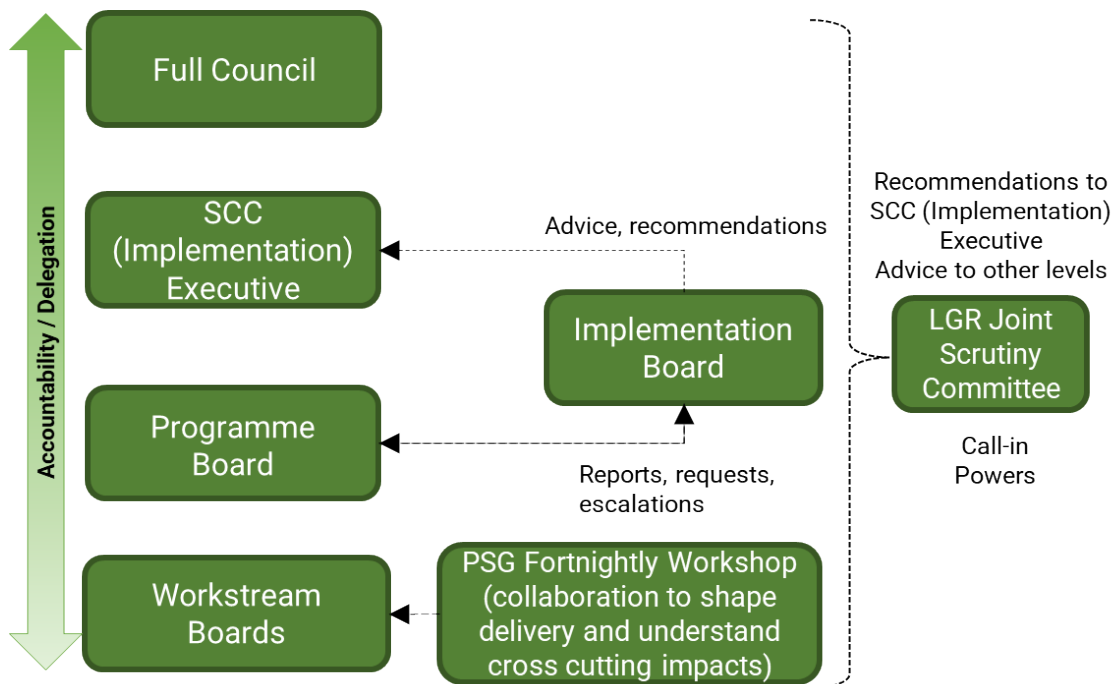 Accountability / Delegation
Full Council
SCC
(Implementation)
Executive
Advice, recommendations
Implementation
Board
Programme
Board
Reports, requests,
escalations
Workstream
Boards
PSG Fortnightly Workshop
(collaboration to shape
delivery and understand
cross cutting impacts)
Recommendations to
SCC (Implementation)
Executive
Advice to other levels
LGR Joint
Scrutiny
Committee
Call-in
Powers